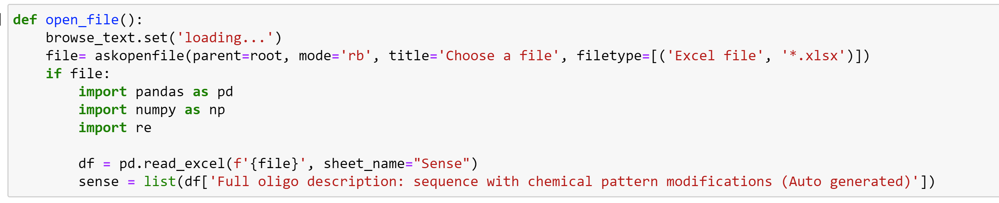 def open_file():
    browse_text.set('loading...')
    file= askopenfile(parent=root, mode='rb', title='Choose a file', filetype=[('Excel file', '*.xlsx')])
    if file:
        import pandas as pd
        import numpy as np
        import re

        df = pd.read_excel(f'{file}', sheet_name="Sense")
        sense = list(df['Full oligo description: sequence with chemical pattern modifications (Auto generated)'])